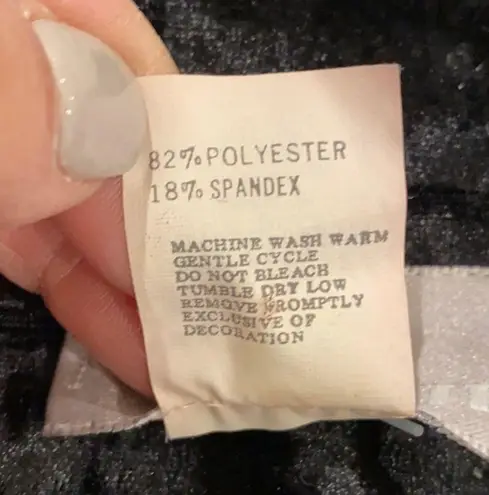 82% POLYESTER
18% SPANDEX
MACHINE WASH WARM
GENTLE CYCLE
DO NOT BLEACH
TUMBLE DRY LOW
REMOVE PROMPTLY
EXCLUSIVE OF
DECORATION